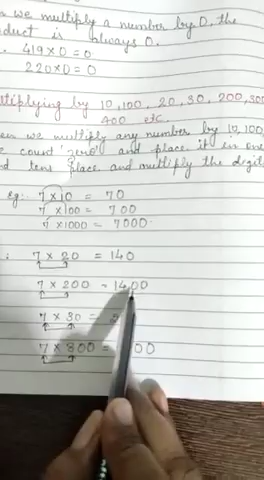 we multiply a number by 0, the
duct is always 0.
419 × 0 = 0
220 × 0 = 0
ltiplying by 10, 100, 20, 30, 200, 300
400 etc.
en we multiply any number by 10, 100,
count zero and place it in one
d tens place and multiply the digit
Eg: 7 × 10 = 70
7 × 100 = 700
7 × 1000 = 7000
: 7 × 20 = 140
7 × 200 = 1400
7 × 30 = 2
7 × 300 = 00